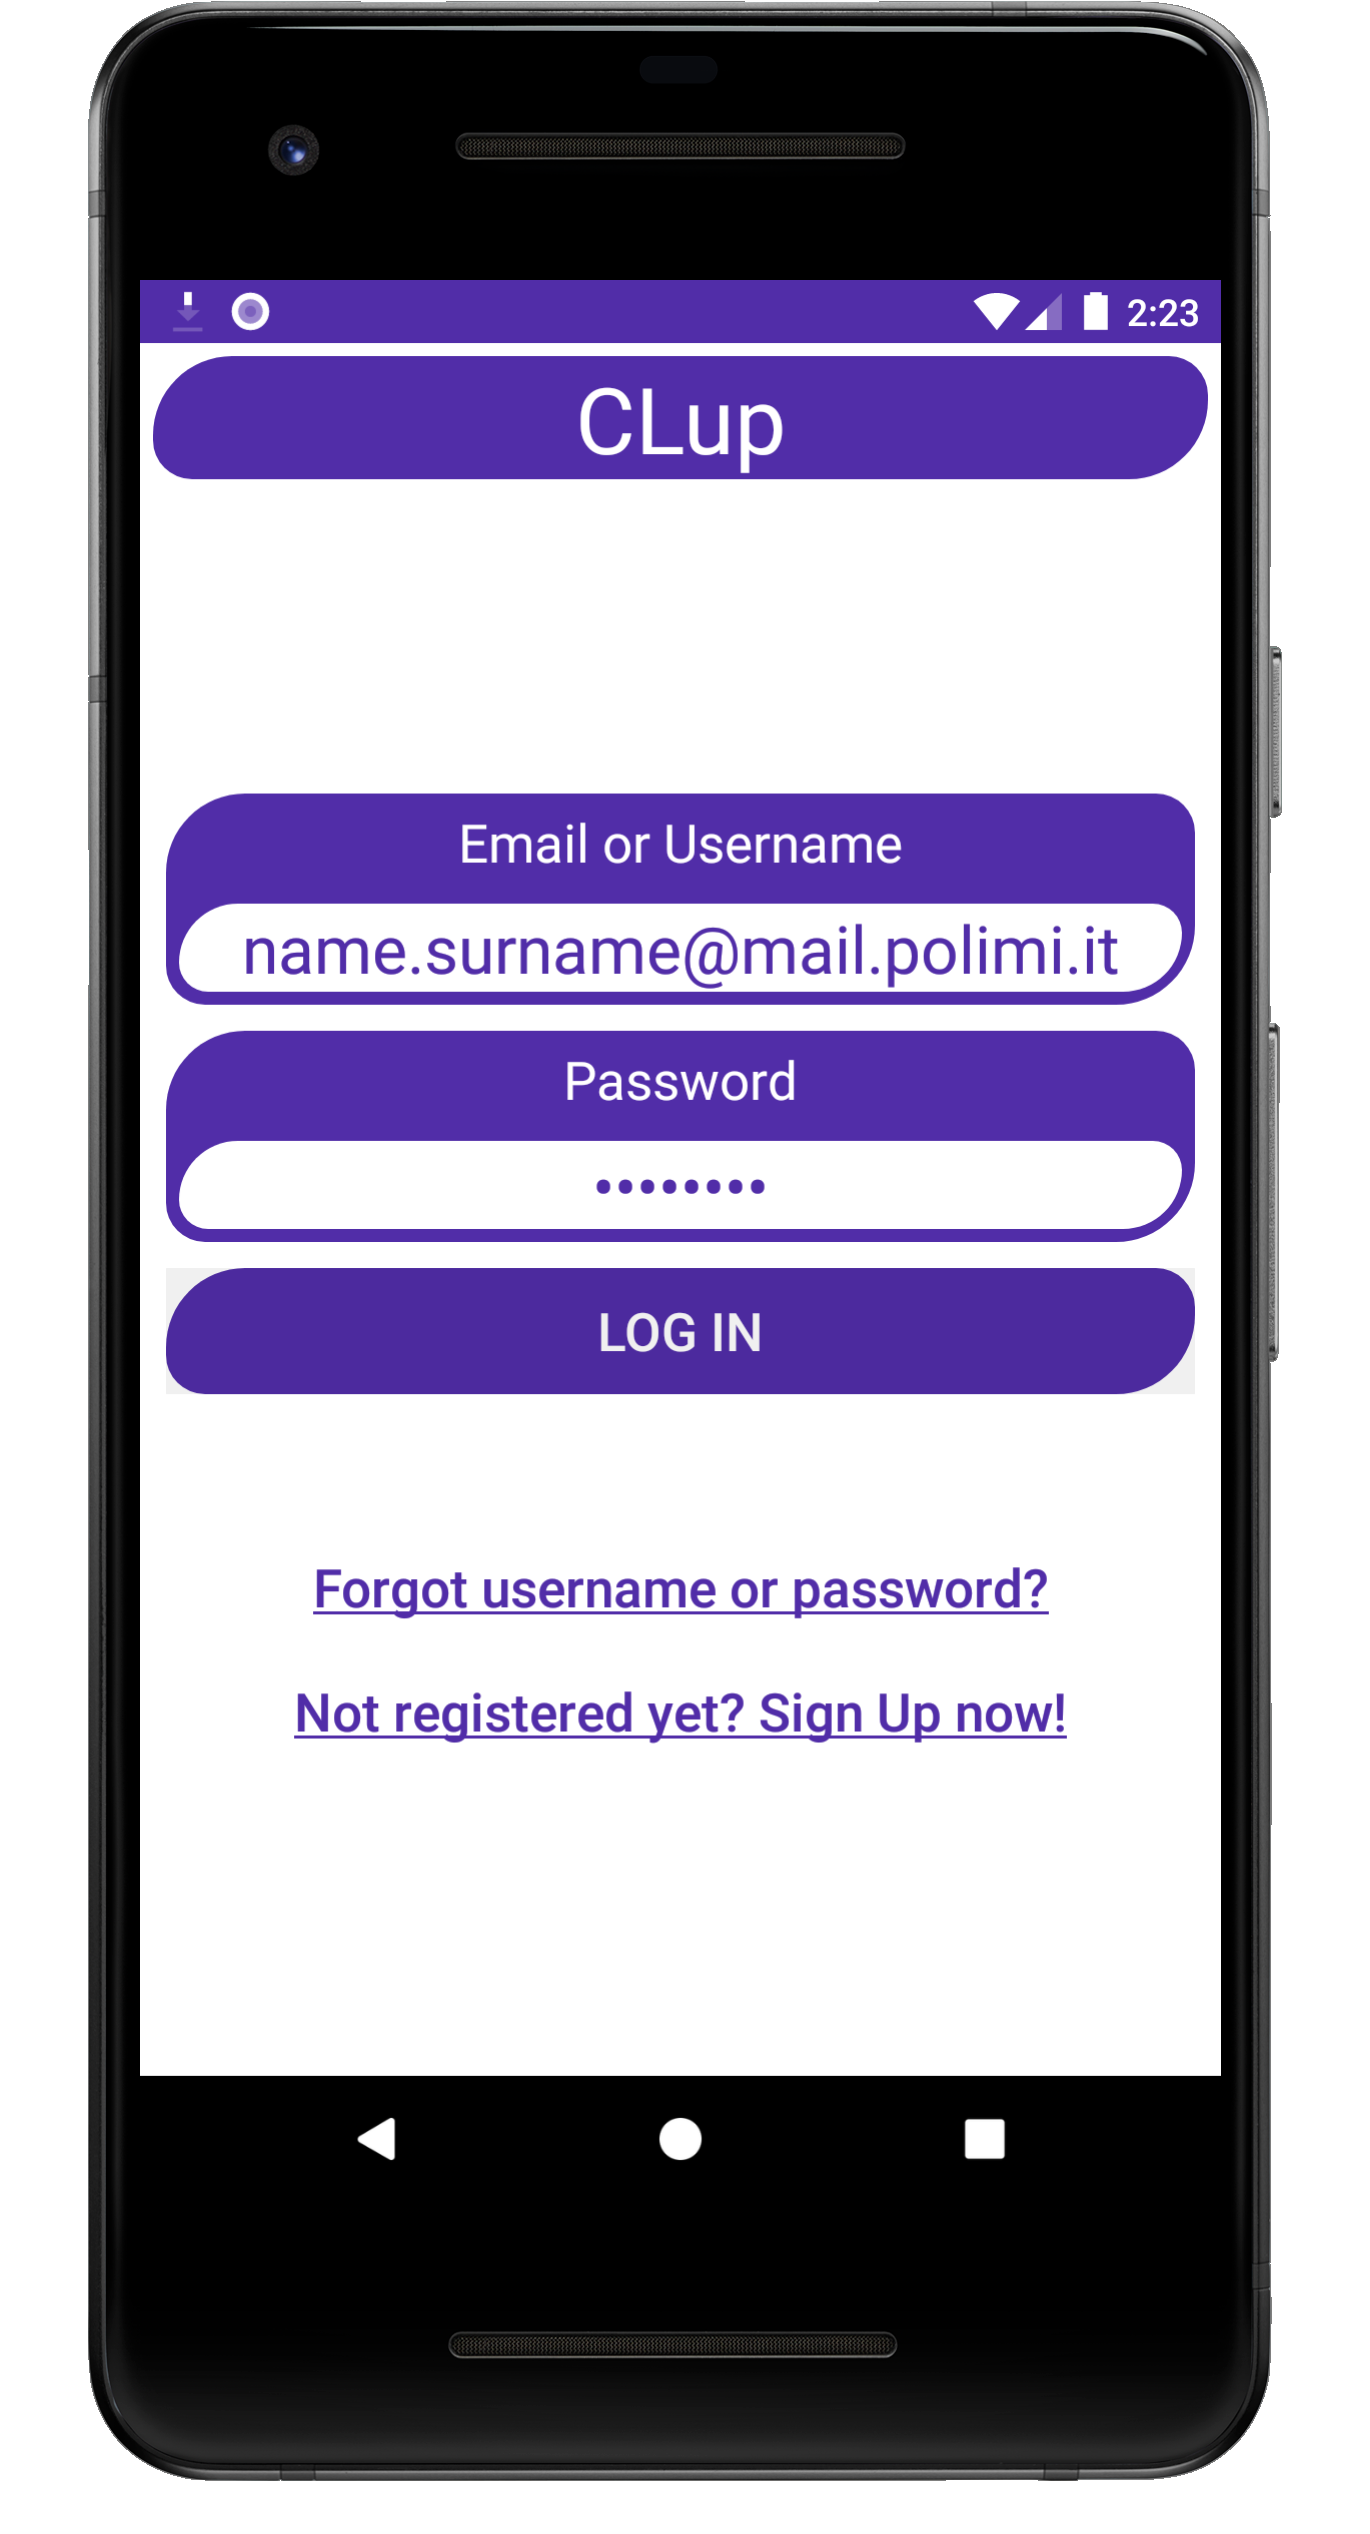 2:23
CLup
Email or Username
name.surname@mail.polimi.it
Password
••••••••
LOG IN
Forgot username or password?
Not registered yet? Sign Up now!